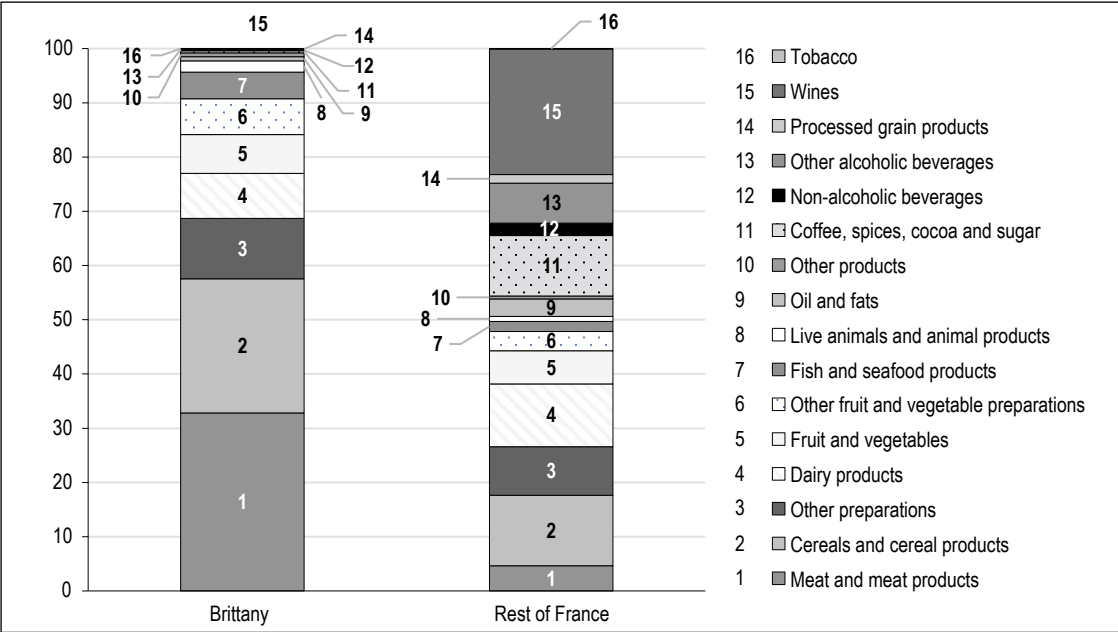 15
14
16
100
16
12
13
11
10
9
8
7
6
5
4
3
2
1
16
15
14
13
12
11
10
9
8
7
6
5
4
3
2
1
90
80
70
60
50
40
30
20
10
0
Brittany
Rest of France
16 Tobacco
15 Wines
14 Processed grain products
13 Other alcoholic beverages
12 Non-alcoholic beverages
11 Coffee, spices, cocoa and sugar
10 Other products
9 Oil and fats
8 Live animals and animal products
7 Fish and seafood products
6 Other fruit and vegetable preparations
5 Fruit and vegetables
4 Dairy products
3 Other preparations
2 Cereals and cereal products
1 Meat and meat products